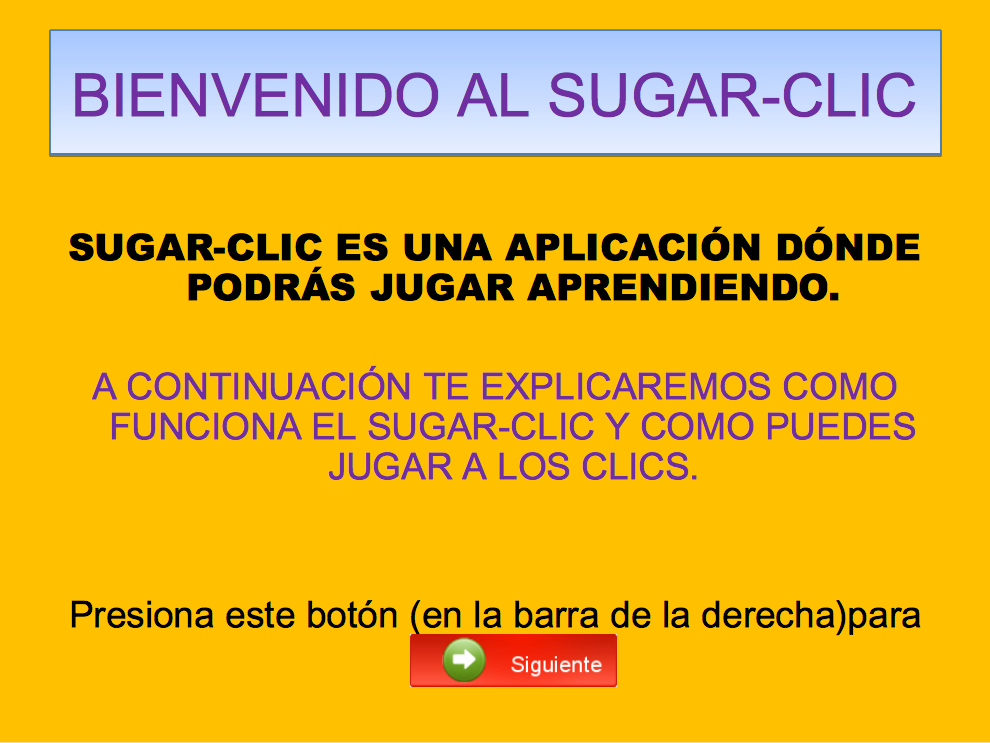 BIENVENIDO AL SUGAR-CLIC
SUGAR-CLIC ES UNA APLICACIÓN DÓNDE
PODRÁS JUGAR APRENDIENDO.
A CONTINUACIÓN TE EXPLICAREMOS COMO
FUNCIONA EL SUGAR-CLIC Y COMO PUEDES
JUGAR A LOS CLICS.
Presiona este botón (en la barra de la derecha)para
Siguiente